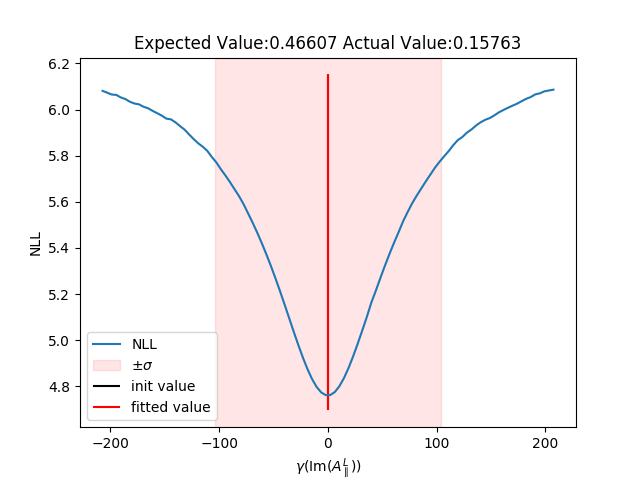 Expected Value:0.46607 Actual Value:0.15763
6.2
6.0
5.8
5.6
5.4
5.2
5.0
4.8
NLL
NLL
±σ
init value
fitted value
−200
−100
0
100
200
γ(Im(A_∥^L))